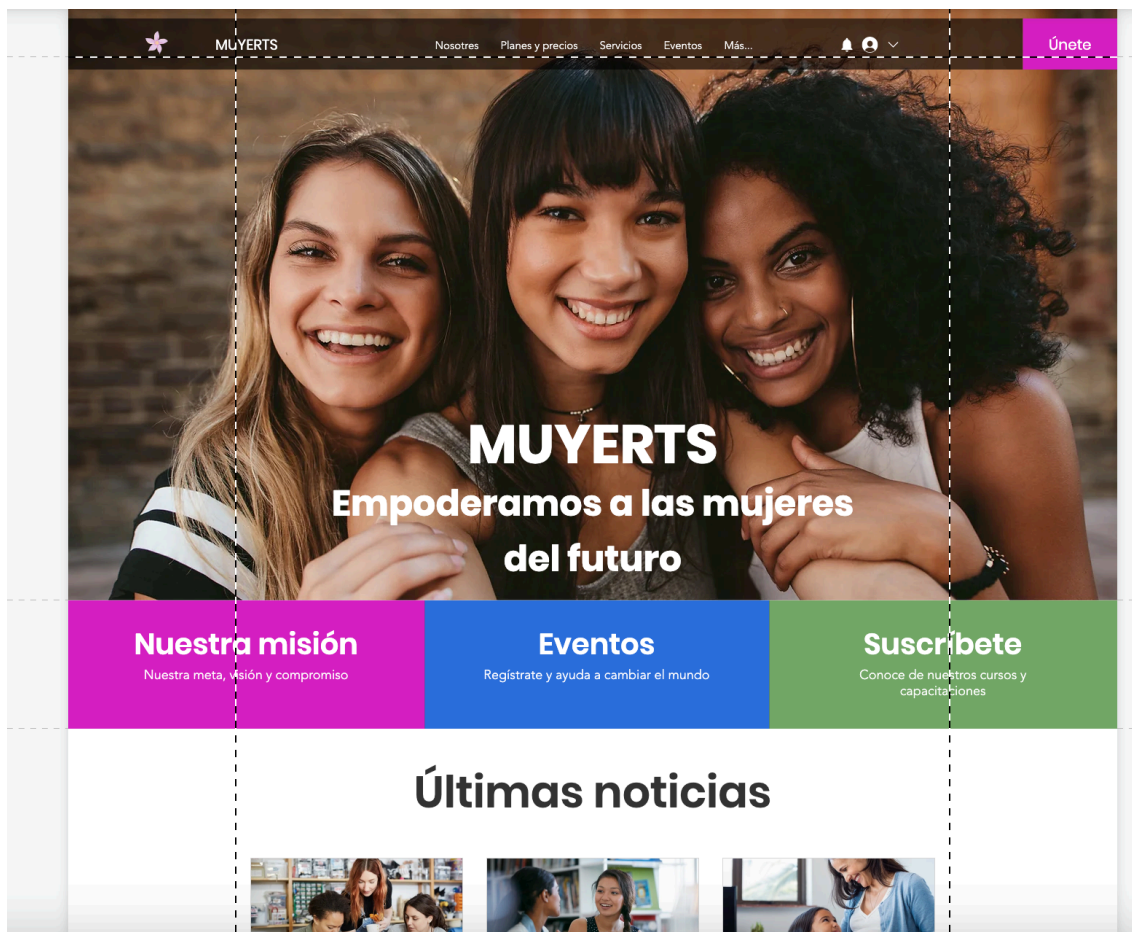 MUYERTS
Nosotres Planes y precios Servicios Eventos Más...
Únete
MUYERTS
Empoderamos a las mujeres
del futuro
Nuestra misión
Nuestra meta, visión y compromiso
Eventos
Regístrate y ayuda a cambiar el mundo
Suscríbete
Conoce de nuestros cursos y
capacitaciones
Últimas noticias